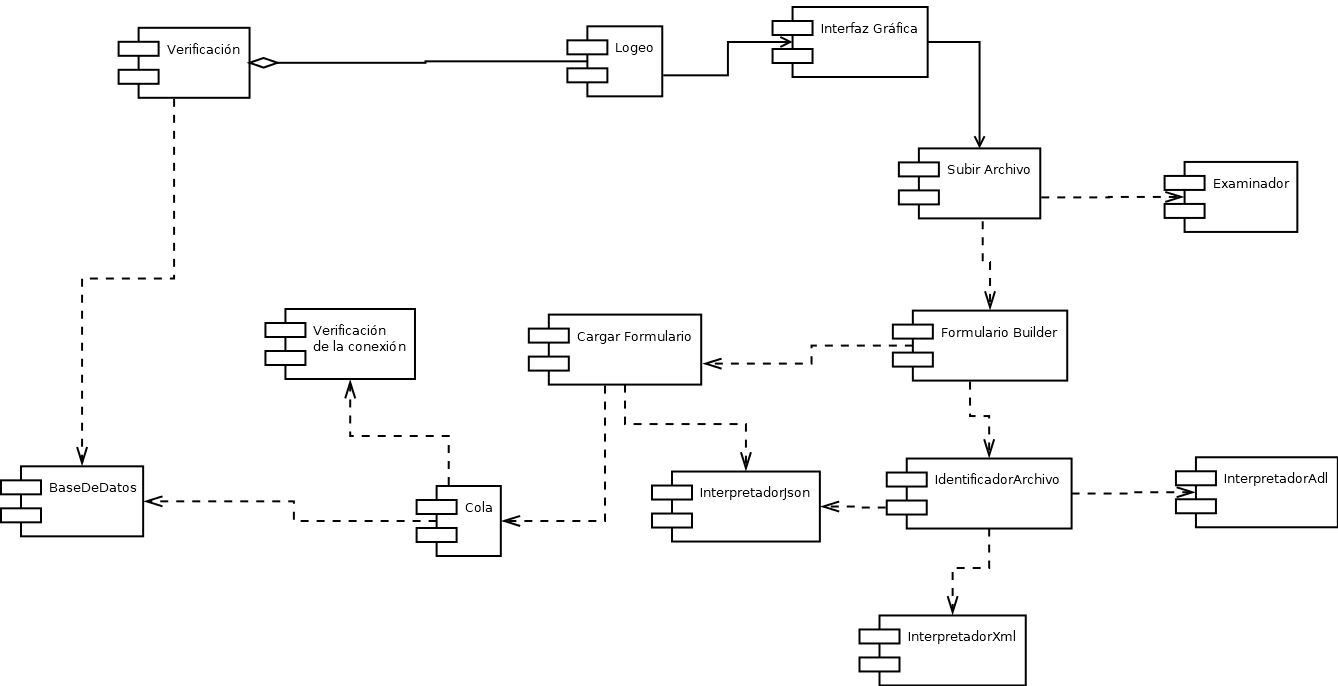 Verificación
Logeo
Interfaz Gráfica
Subir Archivo
Examinador
Verificación
de la conexión
Cargar Formulario
Formulario Builder
BaseDeDatos
Cola
InterpretadorJson
IdentificadorArchivo
InterpretadorAdl
InterpretadorXml